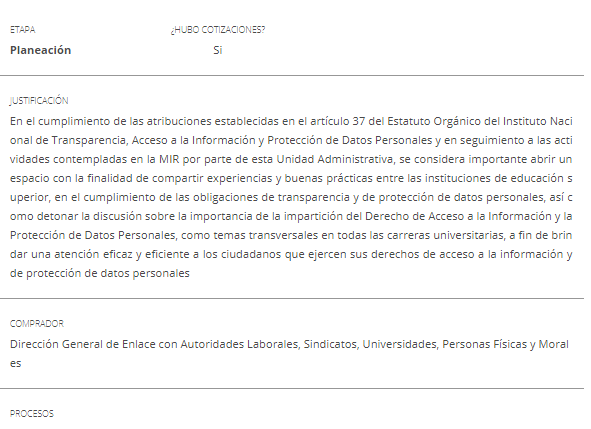 ETAPA ¿HUBO COTIZACIONES?
Planeación Si
JUSTIFICACIÓN
En el cumplimiento de las atribuciones establecidas en el artículo 37 del Estatuto Orgánico del Instituto Naci
onal de Transparencia, Acceso a la Información y Protección de Datos Personales y en seguimiento a las acti
vidades contempladas en la MIR por parte de esta Unidad Administrativa, se considera importante abrir un
espacio con la finalidad de compartir experiencias y buenas prácticas entre las instituciones de educación s
uperior, en el cumplimiento de las obligaciones de transparencia y de protección de datos personales, así c
omo detonar la discusión sobre la importancia de la impartición del Derecho de Acceso a la Información y la
Protección de Datos Personales, como temas transversales en todas las carreras universitarias, a fin de brin
dar una atención eficaz y eficiente a los ciudadanos que ejercen sus derechos de acceso a la información y
de protección de datos personales
COMPRADOR
Dirección General de Enlace con Autoridades Laborales, Sindicatos, Universidades, Personas Físicas y Moral
es
PROCESOS